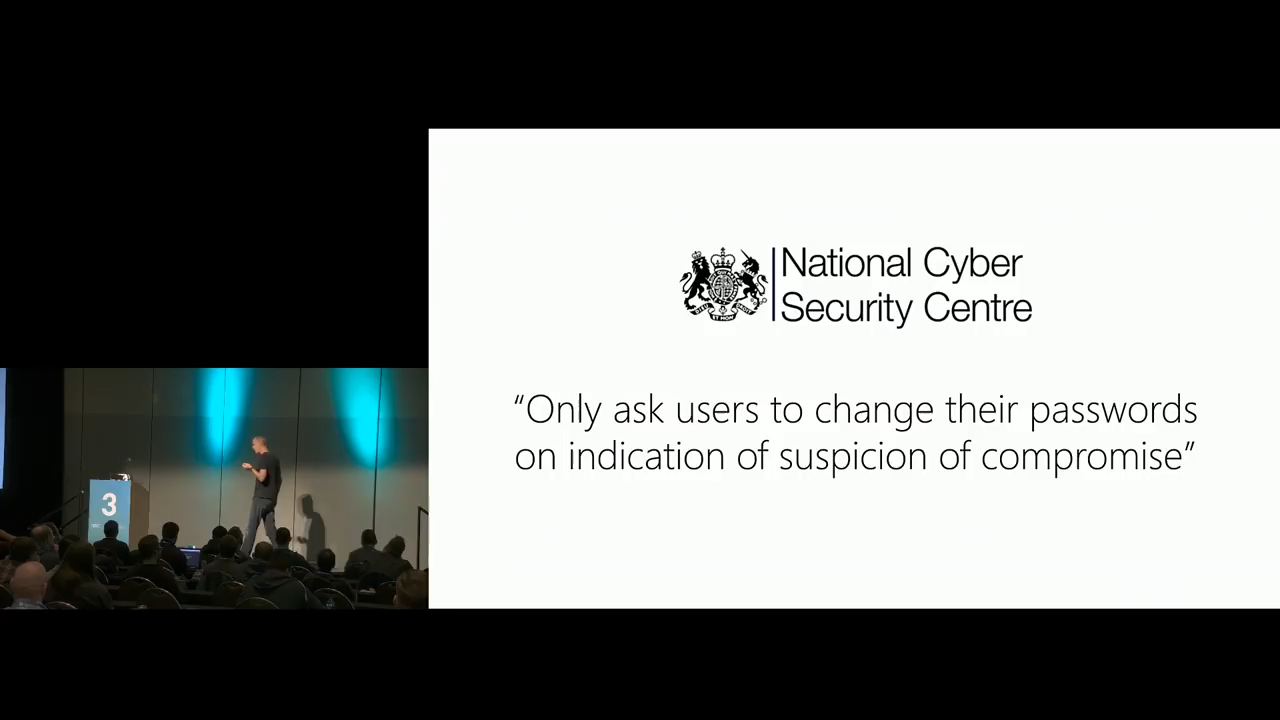 National Cyber
Security Centre
“Only ask users to change their passwords
on indication of suspicion of compromise”
3